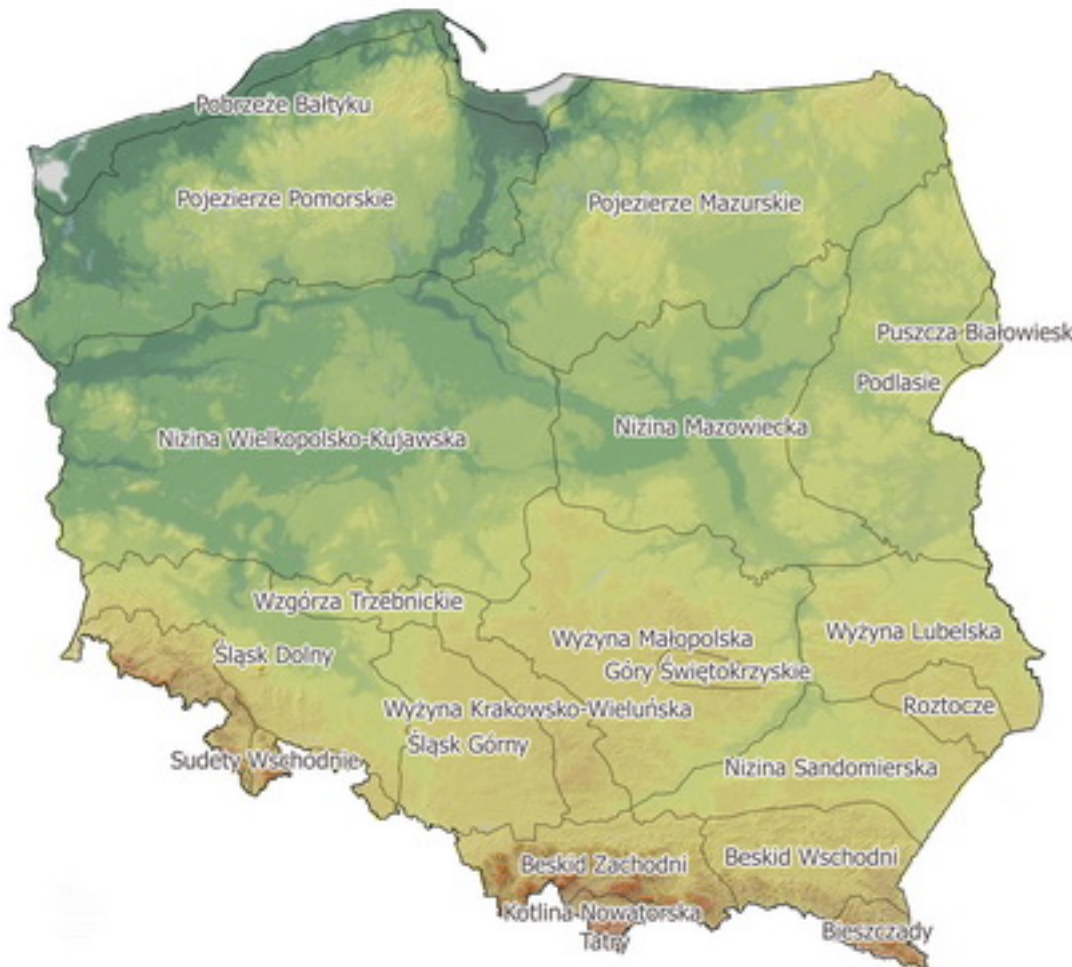 Pobrzeże Bałtyku
Pojezierze Pomorskie
Pojezierze Mazurskie
Puszcza Białowiesk
Podlasie
Nizina Mazowiecka
Nizina Wielkopolsko-Kujawska
Wzgórza Trzebnickie
Wyżyna Małopolska
Wyżyna Lubelska
Śląsk Dolny
Góry Świętokrzyskie
Roztocze
Wyżyna Krakowsko-Wieluńska
Śląsk Górny
Sudety Wschodnie
Nizina Sandomierska
Beskid Zachodni
Beskid Wschodni
Kotlina Nowatorska
Tatry
Bieszczady